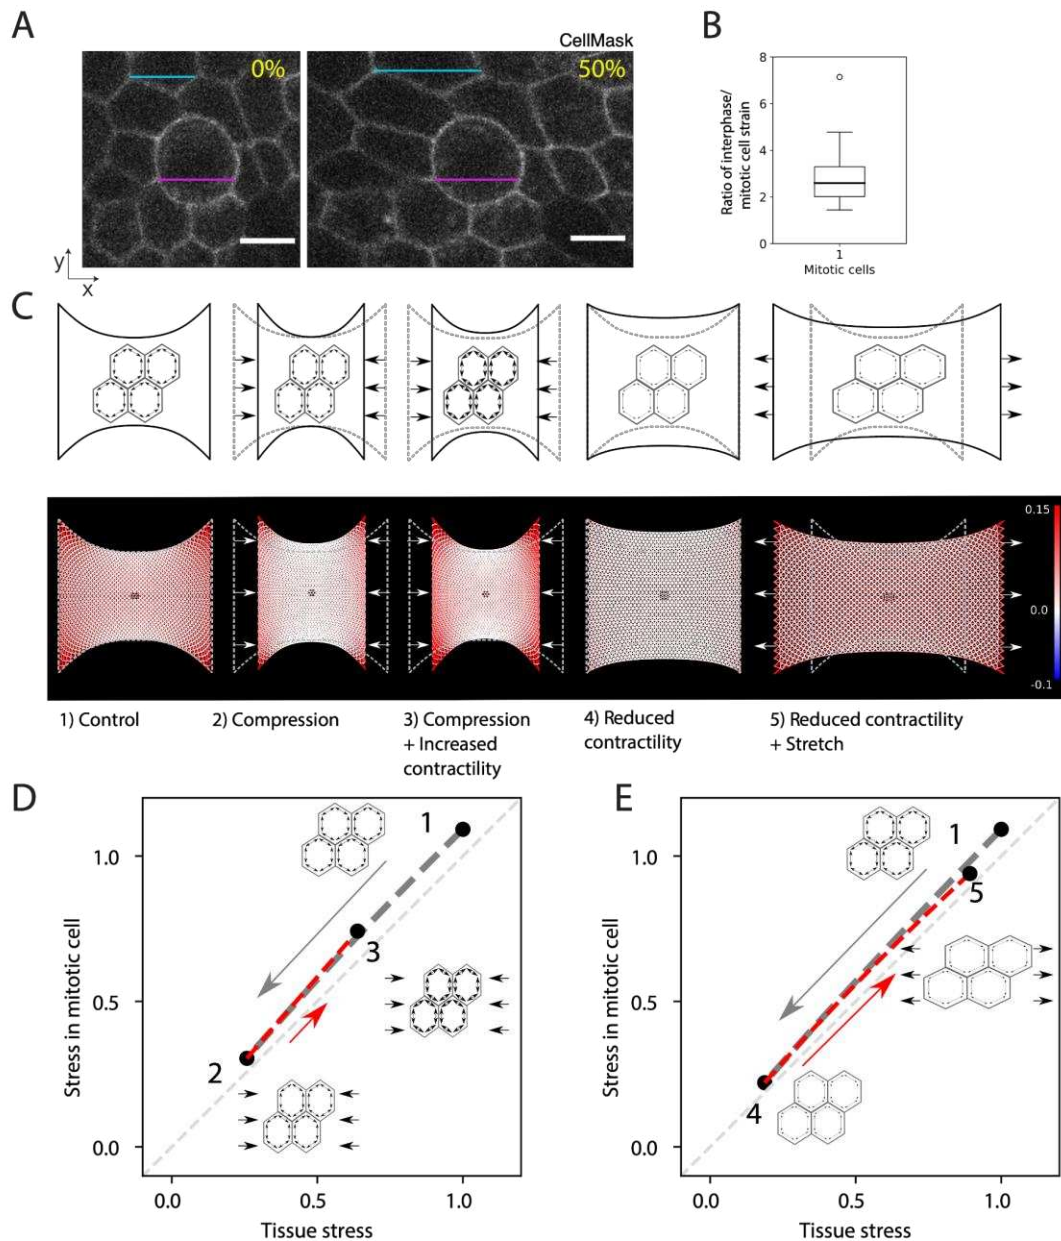 A
CellMask
0%
50%
y
x
B
Ratio of interphase/
mitotic cell strain
8
6
4
2
0
1
Mitotic cells
C
0.15
0.0
-0.1
1) Control
2) Compression
3) Compression
+ Increased
contractility
4) Reduced
contractility
5) Reduced contractility
+ Stretch
D
Stress in mitotic cell
1.0
0.5
0.0
1
3
2
0.0
0.5
1.0
Tissue stress
E
Stress in mitotic cell
1.0
0.5
0.0
1
5
4
0.0
0.5
1.0
Tissue stress